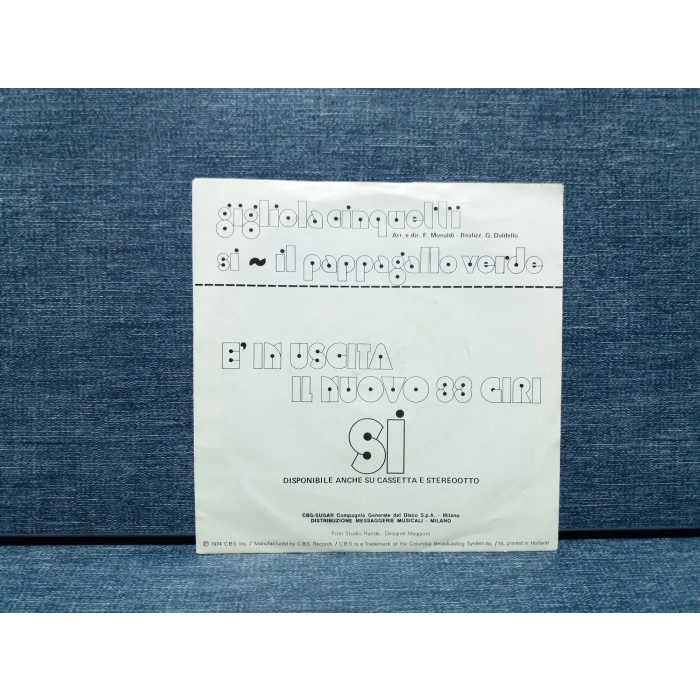 gigliola cinquetti
Arr. e dir. F. Monaldi - Realizz. G. Daldello
si ~ il pappagallo verde
E' IN USCITA
IL NUOVO 33 GIRI
SI
DISPONIBILE ANCHE SU CASSETTA E STEREOOTTO
CBS-SUGAR Compagnia Generale del Disco S.p.A. - Milano
DISTRIBUZIONE MESSAGGERIE MUSICALI - MILANO
Foto Studio Randa - Designer Maggioni
℗ 1974 C.B.S. Inc. / Manufactured by C.B.S. Records / C.B.S. is a Trademark of the Columbia Broadcasting System Inc. / NL printed in Holland